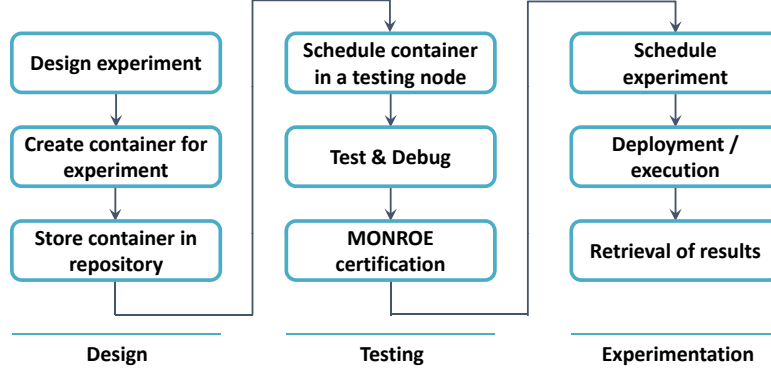 Design experiment
Create container for
experiment
Store container in
repository
Design
Schedule container
in a testing node
Test & Debug
MONROE
certification
Testing
Schedule
experiment
Deployment /
execution
Retrieval of results
Experimentation